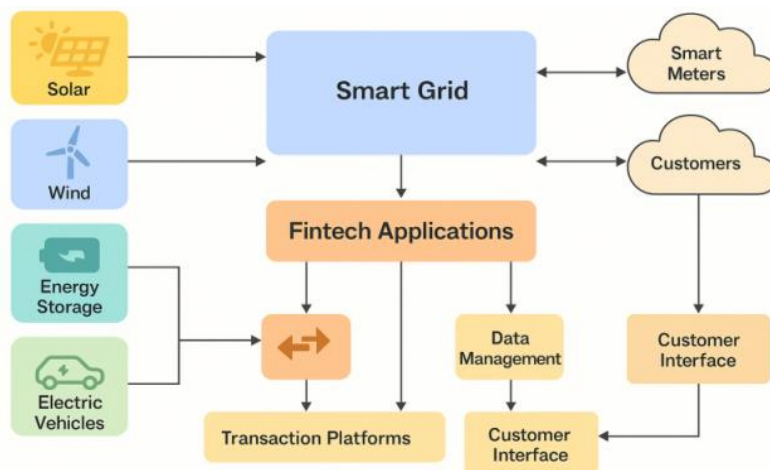 Solar
Smart Grid
Smart
Meters
Wind
Customers
Fintech Applications
Energy
Storage
Data
Management
Customer
Interface
Electric
Vehicles
Transaction Platforms
Customer
Interface